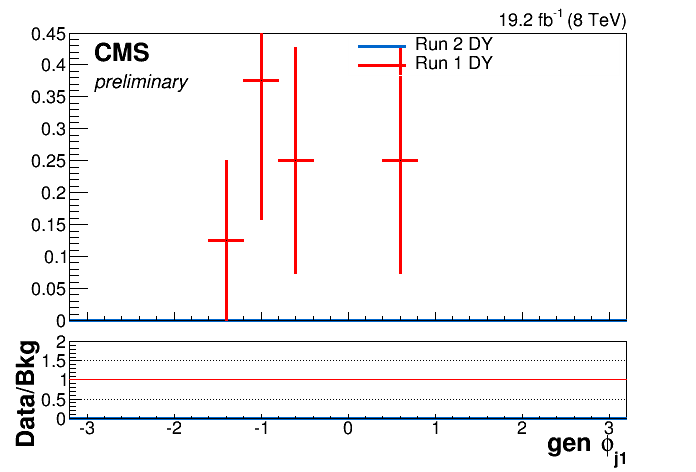 19.2 fb-1 (8 TeV)
CMS
preliminary
Run 2 DY
Run 1 DY
0.45
0.4
0.35
0.3
0.25
0.2
0.15
0.1
0.05
0
Data/Bkg
2
1.5
1
0.5
0
-3 -2 -1 0 1 2 3
gen ϕj1